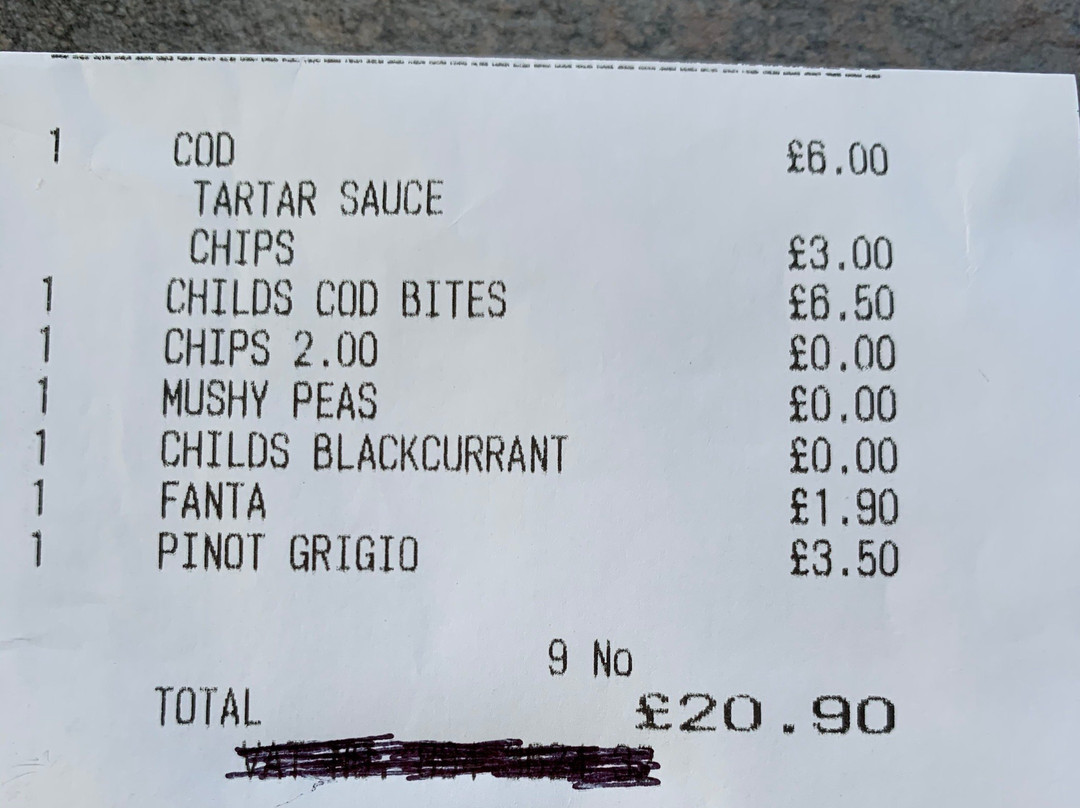 1 COD £6.00
TARTAR SAUCE
CHIPS £3.00
1 CHILDS COD BITES £6.50
1 CHIPS 2.00 £0.00
1 MUSHY PEAS £0.00
1 CHILDS BLACKCURRANT £0.00
1 FANTA £1.90
1 PINOT GRIGIO £3.50
9 No
TOTAL £20.90